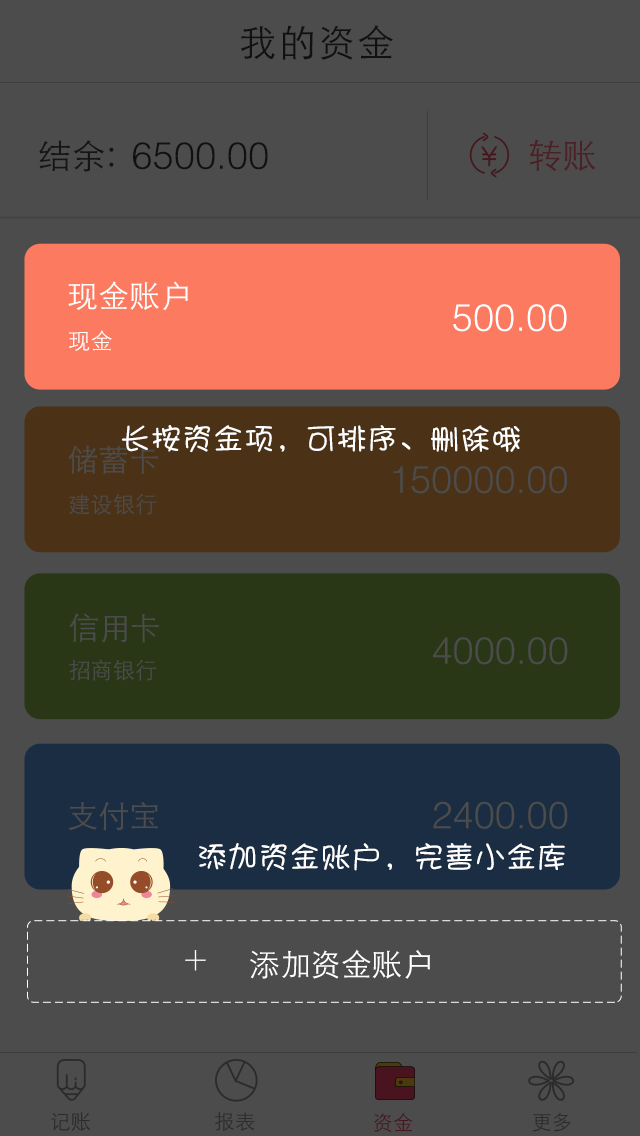 我的资金
结余：6500.00
¥ 转账
现金账户
现金
500.00
长按资金项，可排序、删除哦
储蓄卡
150000.00
建设银行
信用卡
招商银行
4000.00
支付宝
2400.00
添加资金账户，完善小金库
+ 添加资金账户
记账 报表 资金 更多